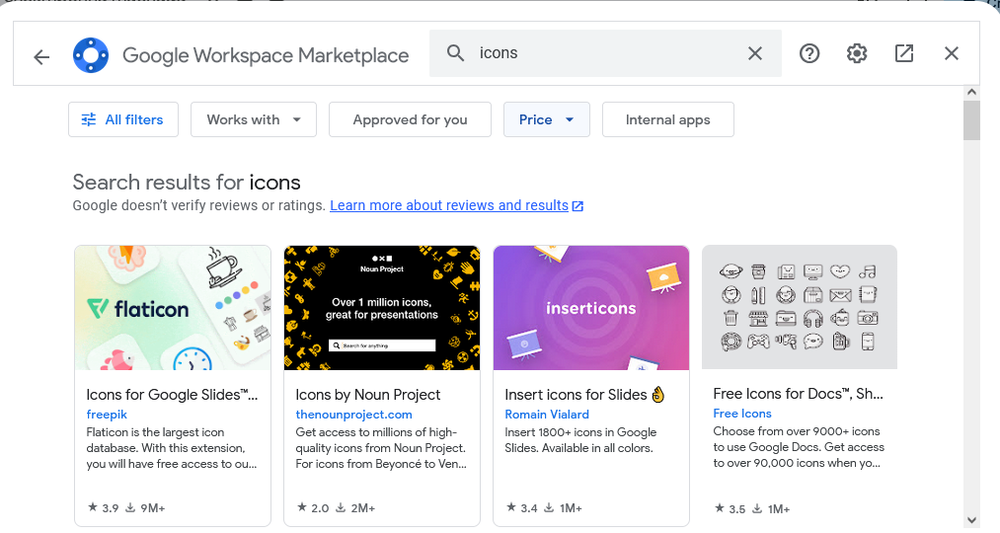 Google Workspace Marketplace
icons
All filters
Works with
Approved for you
Price
Internal apps
Search results for icons
Google doesn’t verify reviews or ratings. Learn more about reviews and results
flaticon
Icons for Google Slides™...
freepik
Flaticon is the largest icon
database. With this extension,
you will have free access to ou...
3.9 9M+
Noun Project
Over 1 million icons,
great for presentations
Search for anything
Icons by Noun Project
thenounproject.com
Get access to millions of high-
quality icons from Noun Project.
For icons from Beyoncé to Ven...
2.0 2M+
inserticons
Insert icons for Slides 👌
Romain Vialard
Insert 1800+ icons in Google
Slides. Available in all colors.
3.4 1M+
Free Icons for Docs™, Sh...
Free Icons
Choose from over 9000+ icons
to use Google Docs. Get access
to over 90,000 icons when yo...
3.5 1M+